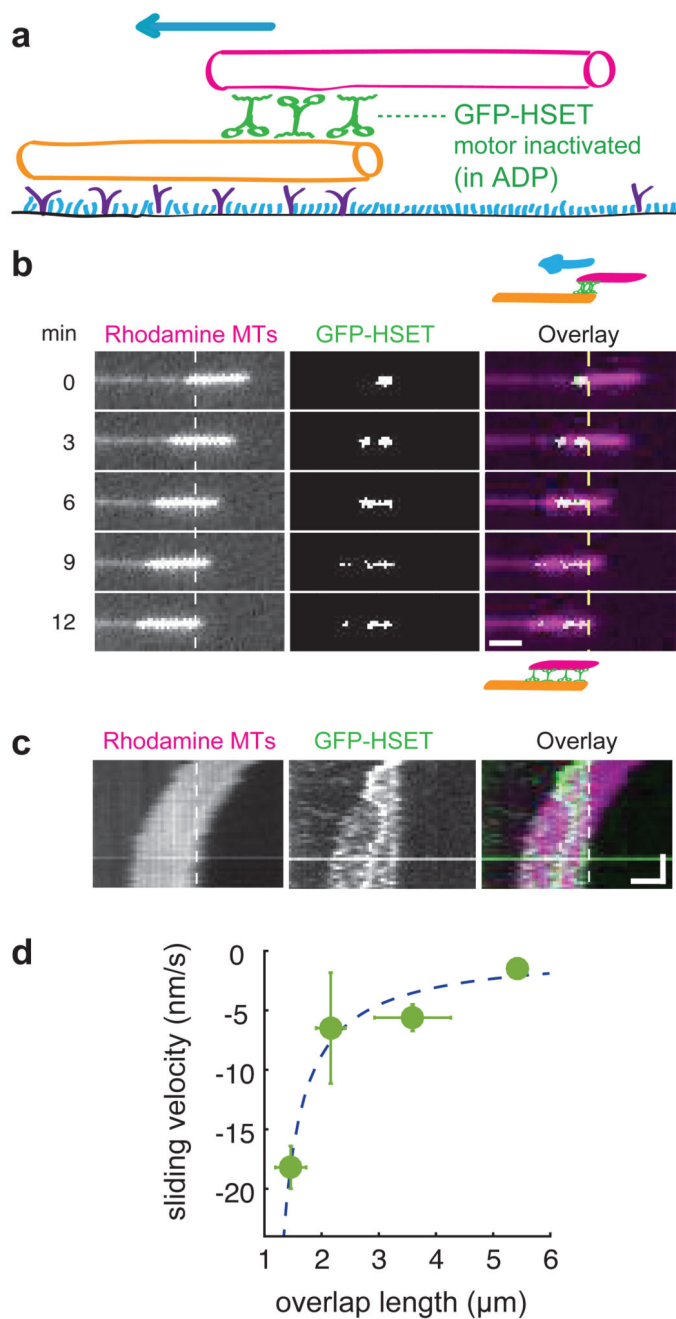 a
GFP-HSET
motor inactivated
(in ADP)
b
min
Rhodamine MTs
GFP-HSET
Overlay
0
3
6
9
12
c
Rhodamine MTs
GFP-HSET
Overlay
d
sliding velocity (nm/s)
0
-5
-10
-15
-20
1 2 3 4 5 6
overlap length (µm)